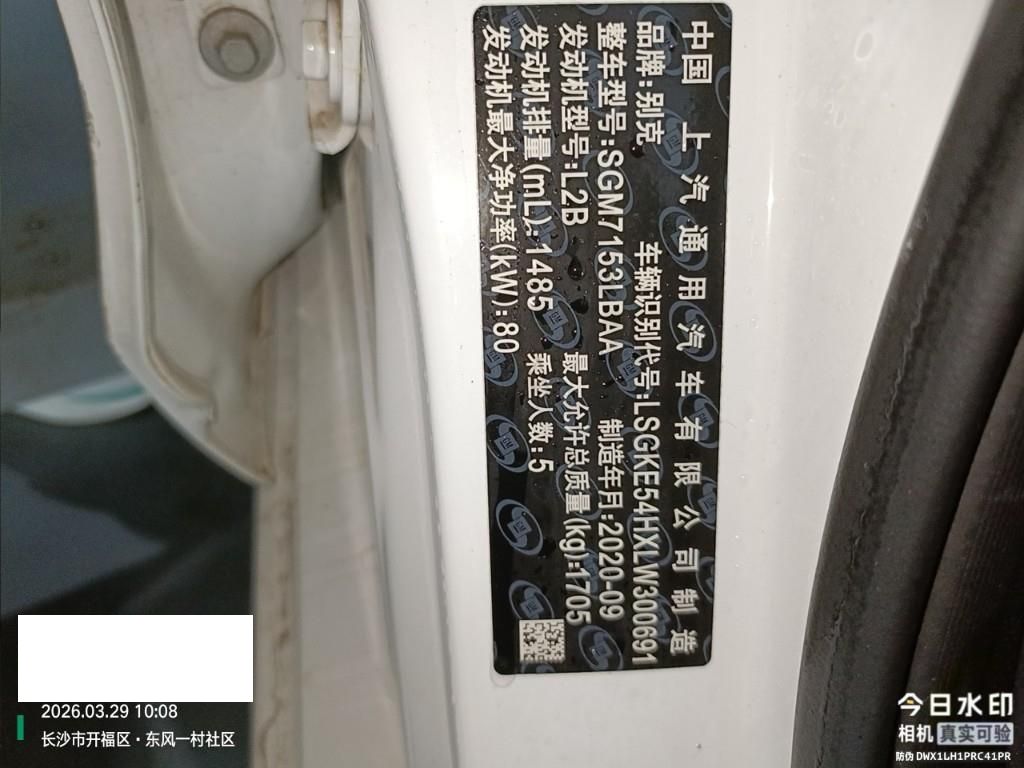 中国 上汽通用汽车有限公司制造
品牌:别克 车辆识别代号:LSGKE54HXLW300691
整车型号:SGM7153LBAA 制造年月:2020-09
发动机型号:L2B 最大允许总质量(kg):1705
发动机排量(mL):1485 乘坐人数:5
发动机最大净功率(kW):80
2026.03.29 10:08
长沙市开福区·东风一村社区
今日水印
相机 真实可验
防伪 DWX1LH1PRC41PR